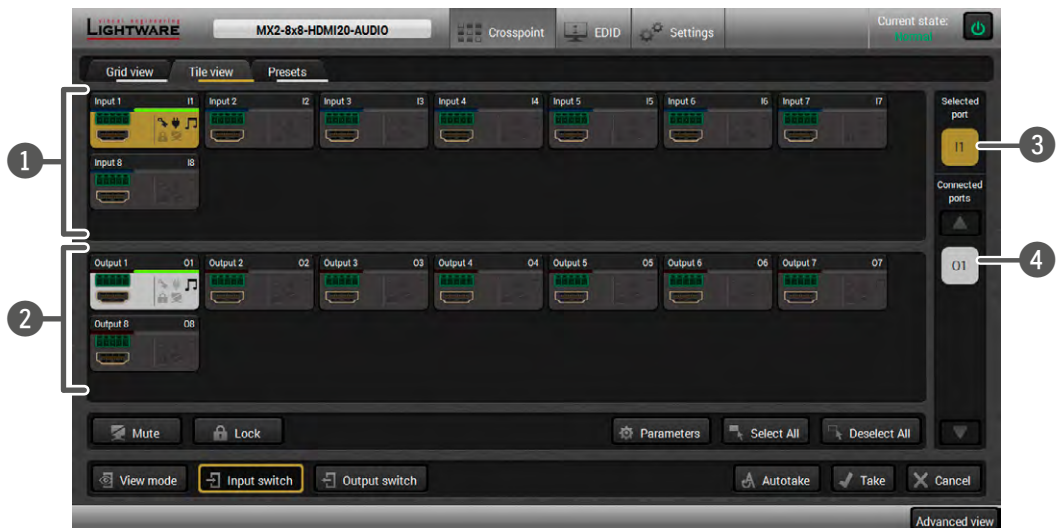 visual engineering
LIGHTWARE
MX2-8x8-HDMI20-AUDIO
Crosspoint
EDID
Settings
Current state:
Normal
Grid view
Tile view
Presets
Input 1 I1
Input 2 I2
Input 3 I3
Input 4 I4
Input 5 I5
Input 6 I6
Input 7 I7
Input 8 I8
Selected port
I1
Connected ports
O1
Output 1 O1
Output 2 O2
Output 3 O3
Output 4 O4
Output 5 O5
Output 6 O6
Output 7 O7
Output 8 O8
Mute
Lock
Parameters
Select All
Deselect All
View mode
Input switch
Output switch
Autotake
Take
Cancel
Advanced view
1
2
3
4